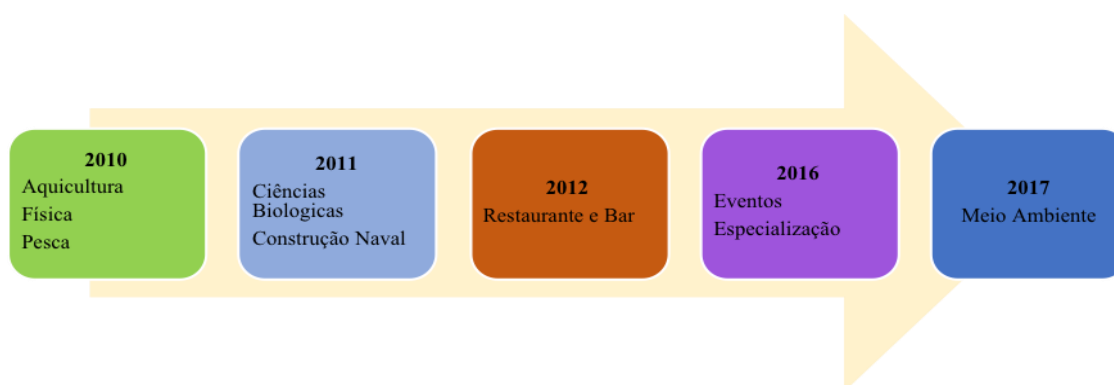 2010
Aquicultura
Física
Pesca
2011
Ciências
Biologicas
Construção Naval
2012
Restaurante e Bar
2016
Eventos
Especialização
2017
Meio Ambiente